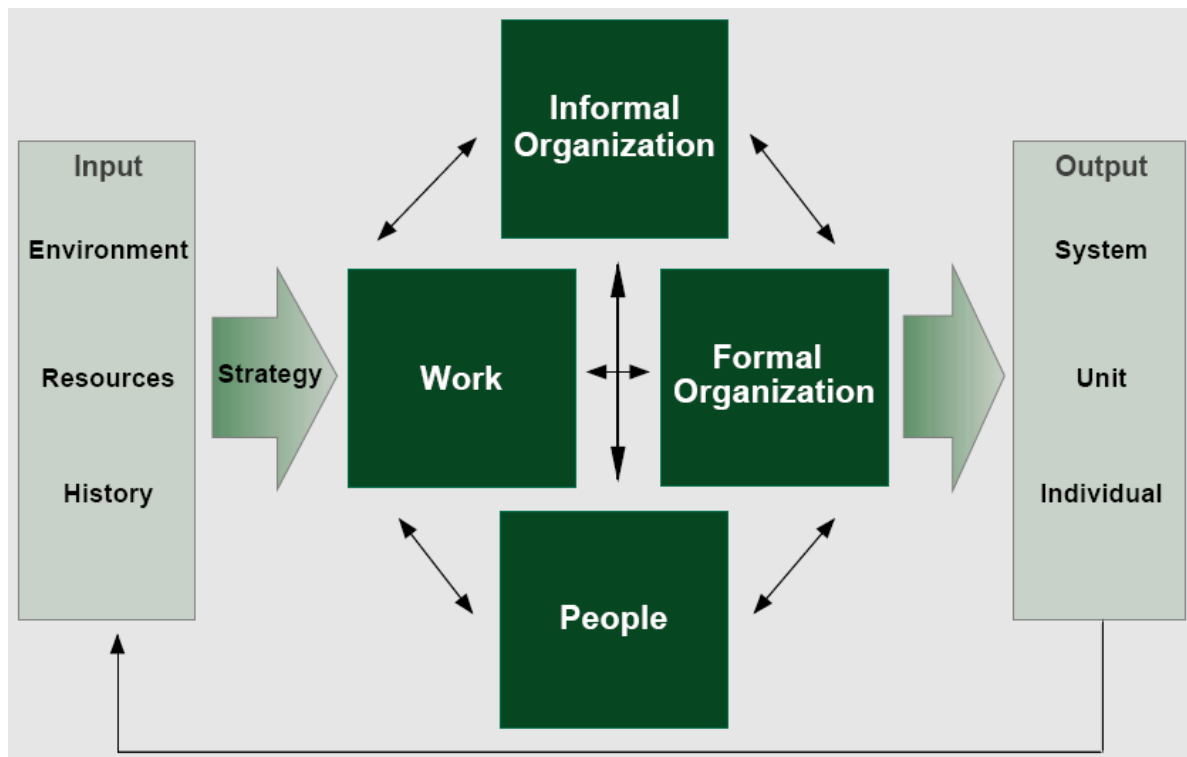 Informal
Organization
Input
Environment
Resources
History
Strategy
Work
Formal
Organization
People
Output
System
Unit
Individual